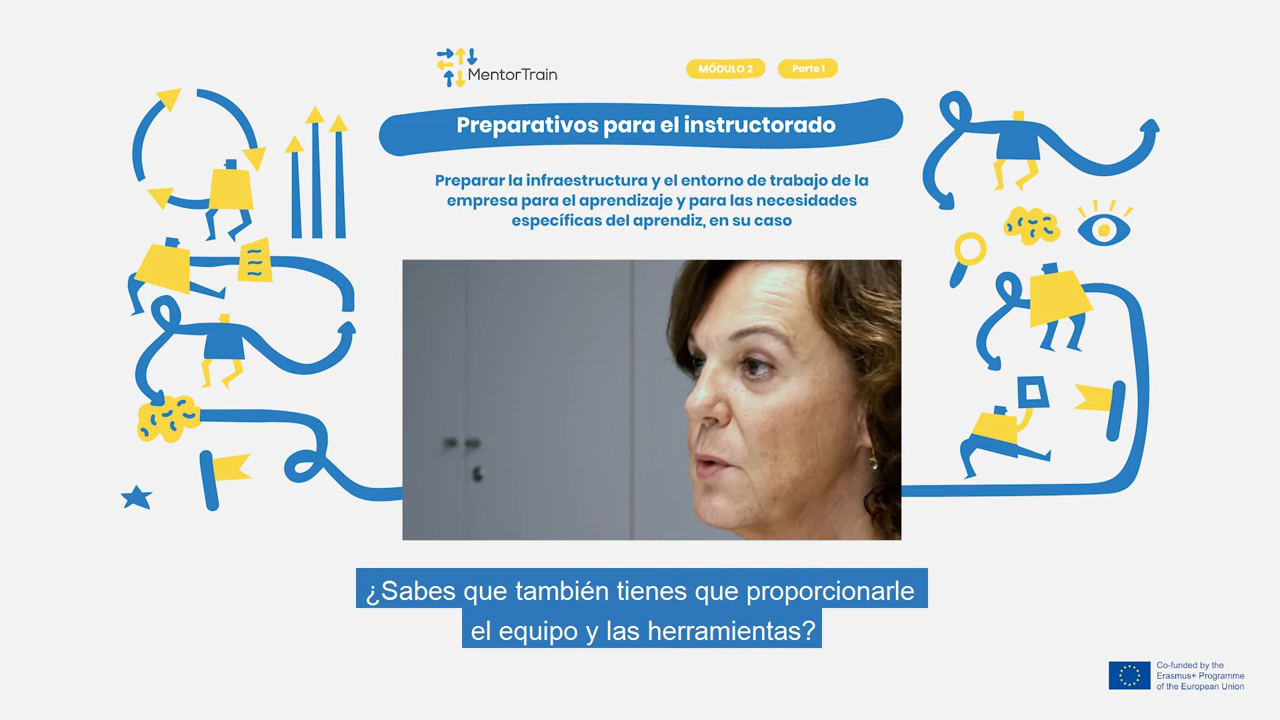 MentorTrain
MÓDULO 2
Parte 1
Preparativos para el instructorado
Preparar la infraestructura y el entorno de trabajo de la
empresa para el aprendizaje y para las necesidades
específicas del aprendiz, en su caso
¿Sabes que también tienes que proporcionarle
el equipo y las herramientas?
Co-funded by the
Erasmus+ Programme
of the European Union